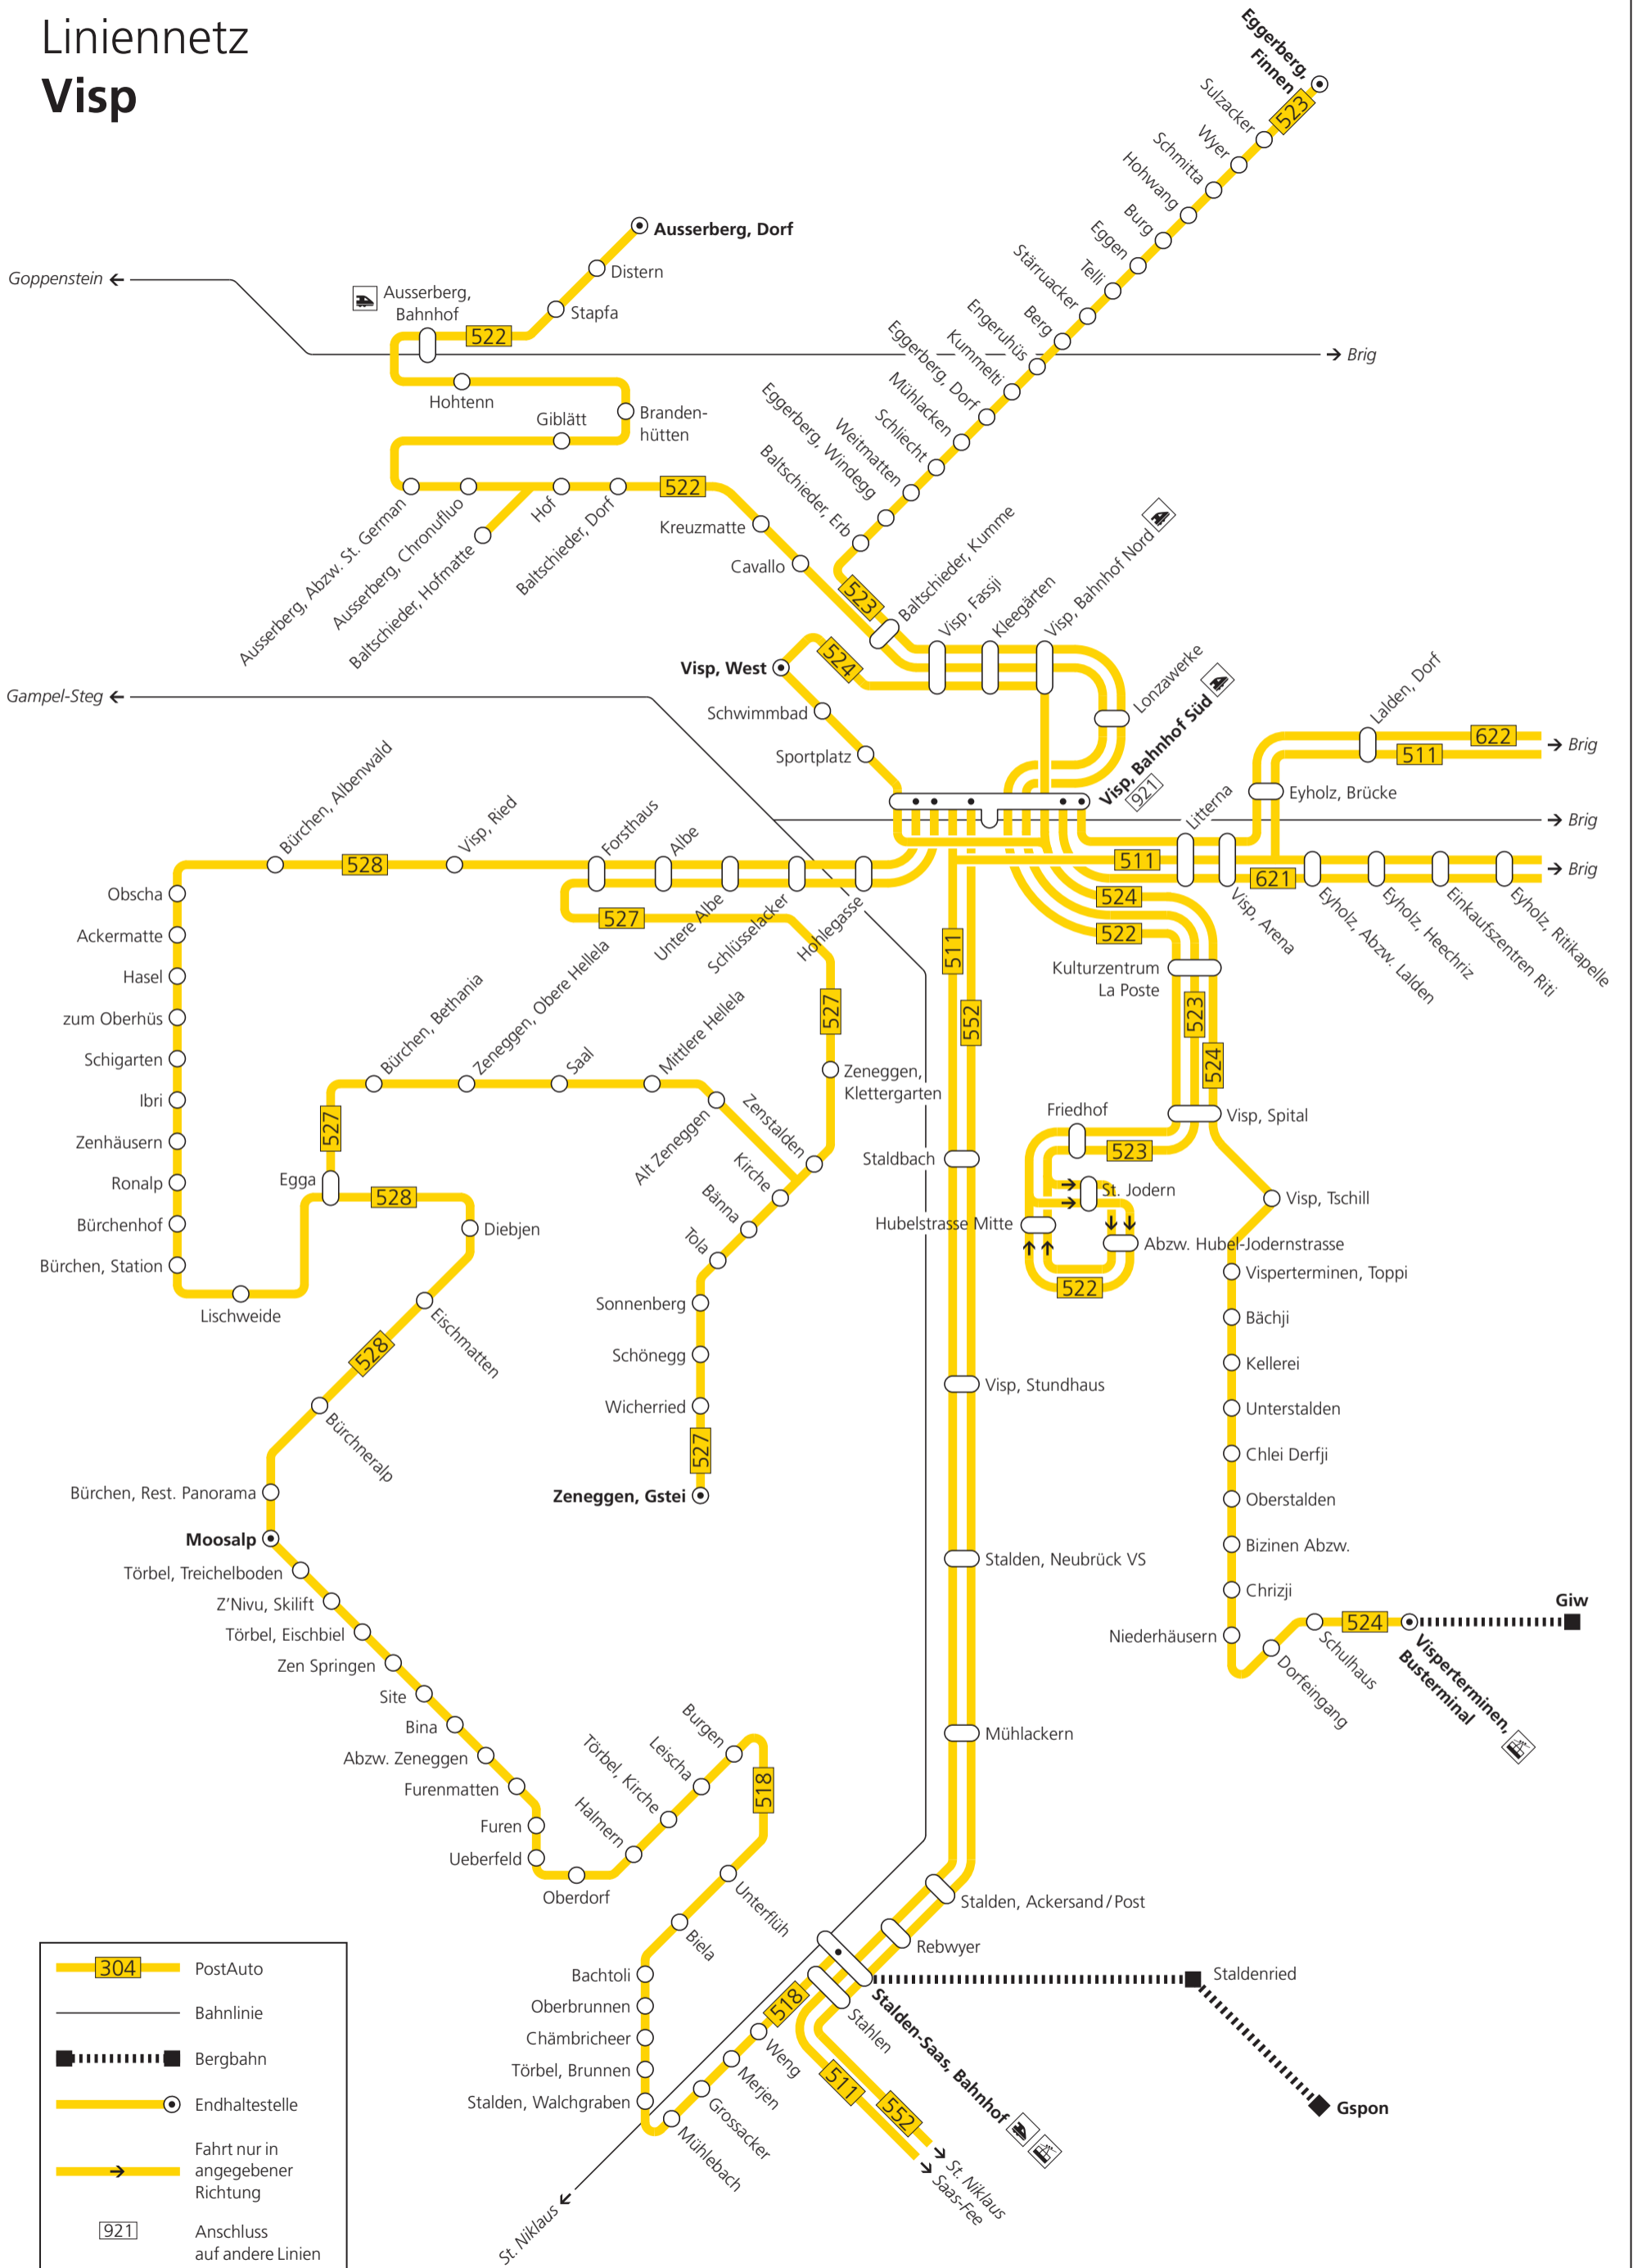 Liniennetz
Visp
Eggerberg,
Finnen
523
Sulzacker
Wyer
Schmitta
Hohwang
Burg
Eggen
Telli
Stärruacker
Berg
Engeruhüs
Kummelti
Eggerberg, Dorf
Mühlacken
Schliecht
Weitmatten
Eggerberg, Windegg
Baltschieder, Erb
523
Ausserberg, Dorf
Distern
Stapfa
Goppenstein
Ausserberg,
Bahnhof
522
Brig
Hohtenn
Branden-
hütten
Giblätt
Ausserberg, Abzw. St. German
Ausserberg, Chronufluo
Baltschieder, Hofmatte
Hof
Baltschieder, Dorf
522
Kreuzmatte
Cavallo
Baltschieder, Kumme
Visp, Fassji
Kleegärten
Visp, Bahnhof Nord
Lonzawerke
Visp, West
524
Schwimmbad
Sportplatz
Gampel-Steg
Visp, Bahnhof Süd
921
Lalden, Dorf
622
511
Brig
Eyholz, Brücke
Brig
Litterna
511
621
Brig
Visp, Arena
Eyholz, Abzw. Lalden
Eyholz, Heechriz
Einkaufszentren Riti
Eyholz, Ritikapelle
Bürchen, Albenwald
528
Visp, Ried
Forsthaus
Albe
Untere Albe
Schlüsselacker
Hohlegasse
527
Obscha
Ackermatte
Hasel
zum Oberhüs
Schigarten
Ibri
Zenhäusern
Ronalp
Bürchenhof
Bürchen, Station
Lischweide
Egga
527
528
Bürchen, Bethania
Zeneggen, Obere Hellela
Saal
Mittlere Hellela
Alt Zeneggen
527
Zeneggen,
Klettergarten
Zenstalden
Kirche
Bänna
Tola
Sonnenberg
Schönegg
Wicherried
527
Zeneggen, Gstei
Diebjen
Eischmatten
528
Bürchneralp
Bürchen, Rest. Panorama
Moosalp
Törbel, Treichelboden
Z’Nivu, Skilift
Törbel, Eischbiel
Zen Springen
Site
Bina
Abzw. Zeneggen
Furenmatten
Furen
Ueberfeld
Oberdorf
Halmern
Törbel, Kirche
Leischa
Burgen
518
Unterflüh
Biela
Bachtoli
Oberbrunnen
Chämbricheer
Törbel, Brunnen
Stalden, Walchgraben
Mühlebach
Grossacker
Merjen
Weng
518
511
552
524
522
Kulturzentrum
La Poste
523
524
Visp, Spital
Friedhof
523
St. Jodern
Hubelstrasse Mitte
Abzw. Hubel-Jodernstrasse
522
Visp, Tschill
Visperterminen, Toppi
Bächji
Kellerei
Unterstalden
Chlei Derfji
Oberstalden
Bizinen Abzw.
Chrizji
Niederhäusern
Dorfeingang
Schulhaus
524
Visperterminen,
Busterminal
Giw
Staldbach
Visp, Stundhaus
Stalden, Neubrück VS
Mühlackern
Stalden, Ackersand / Post
Rebwyer
Stalden-Saas, Bahnhof
Stahlen
511
552
St. Niklaus
Saas-Fee
Staldenried
Gspon
St. Niklaus
304
PostAuto
Bahnlinie
Bergbahn
Endhaltestelle
Fahrt nur in
angegebener
Richtung
921
Anschluss
auf andere Linien